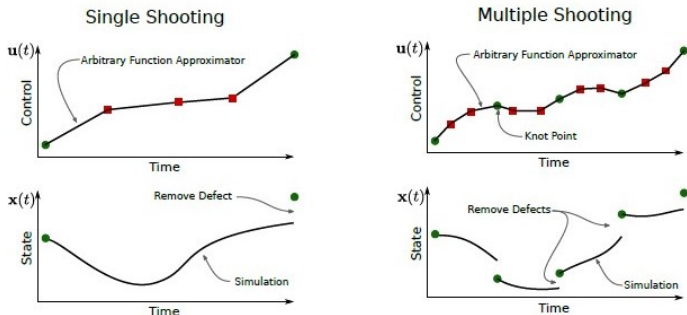 Single Shooting
u(t)
Arbitrary Function Approximator
Control
Time
x(t)
Remove Defect
State
Simulation
Time
Multiple Shooting
u(t)
Arbitrary Function Approximator
Control
Knot Point
Time
x(t)
Remove Defects
State
Simulation
Time